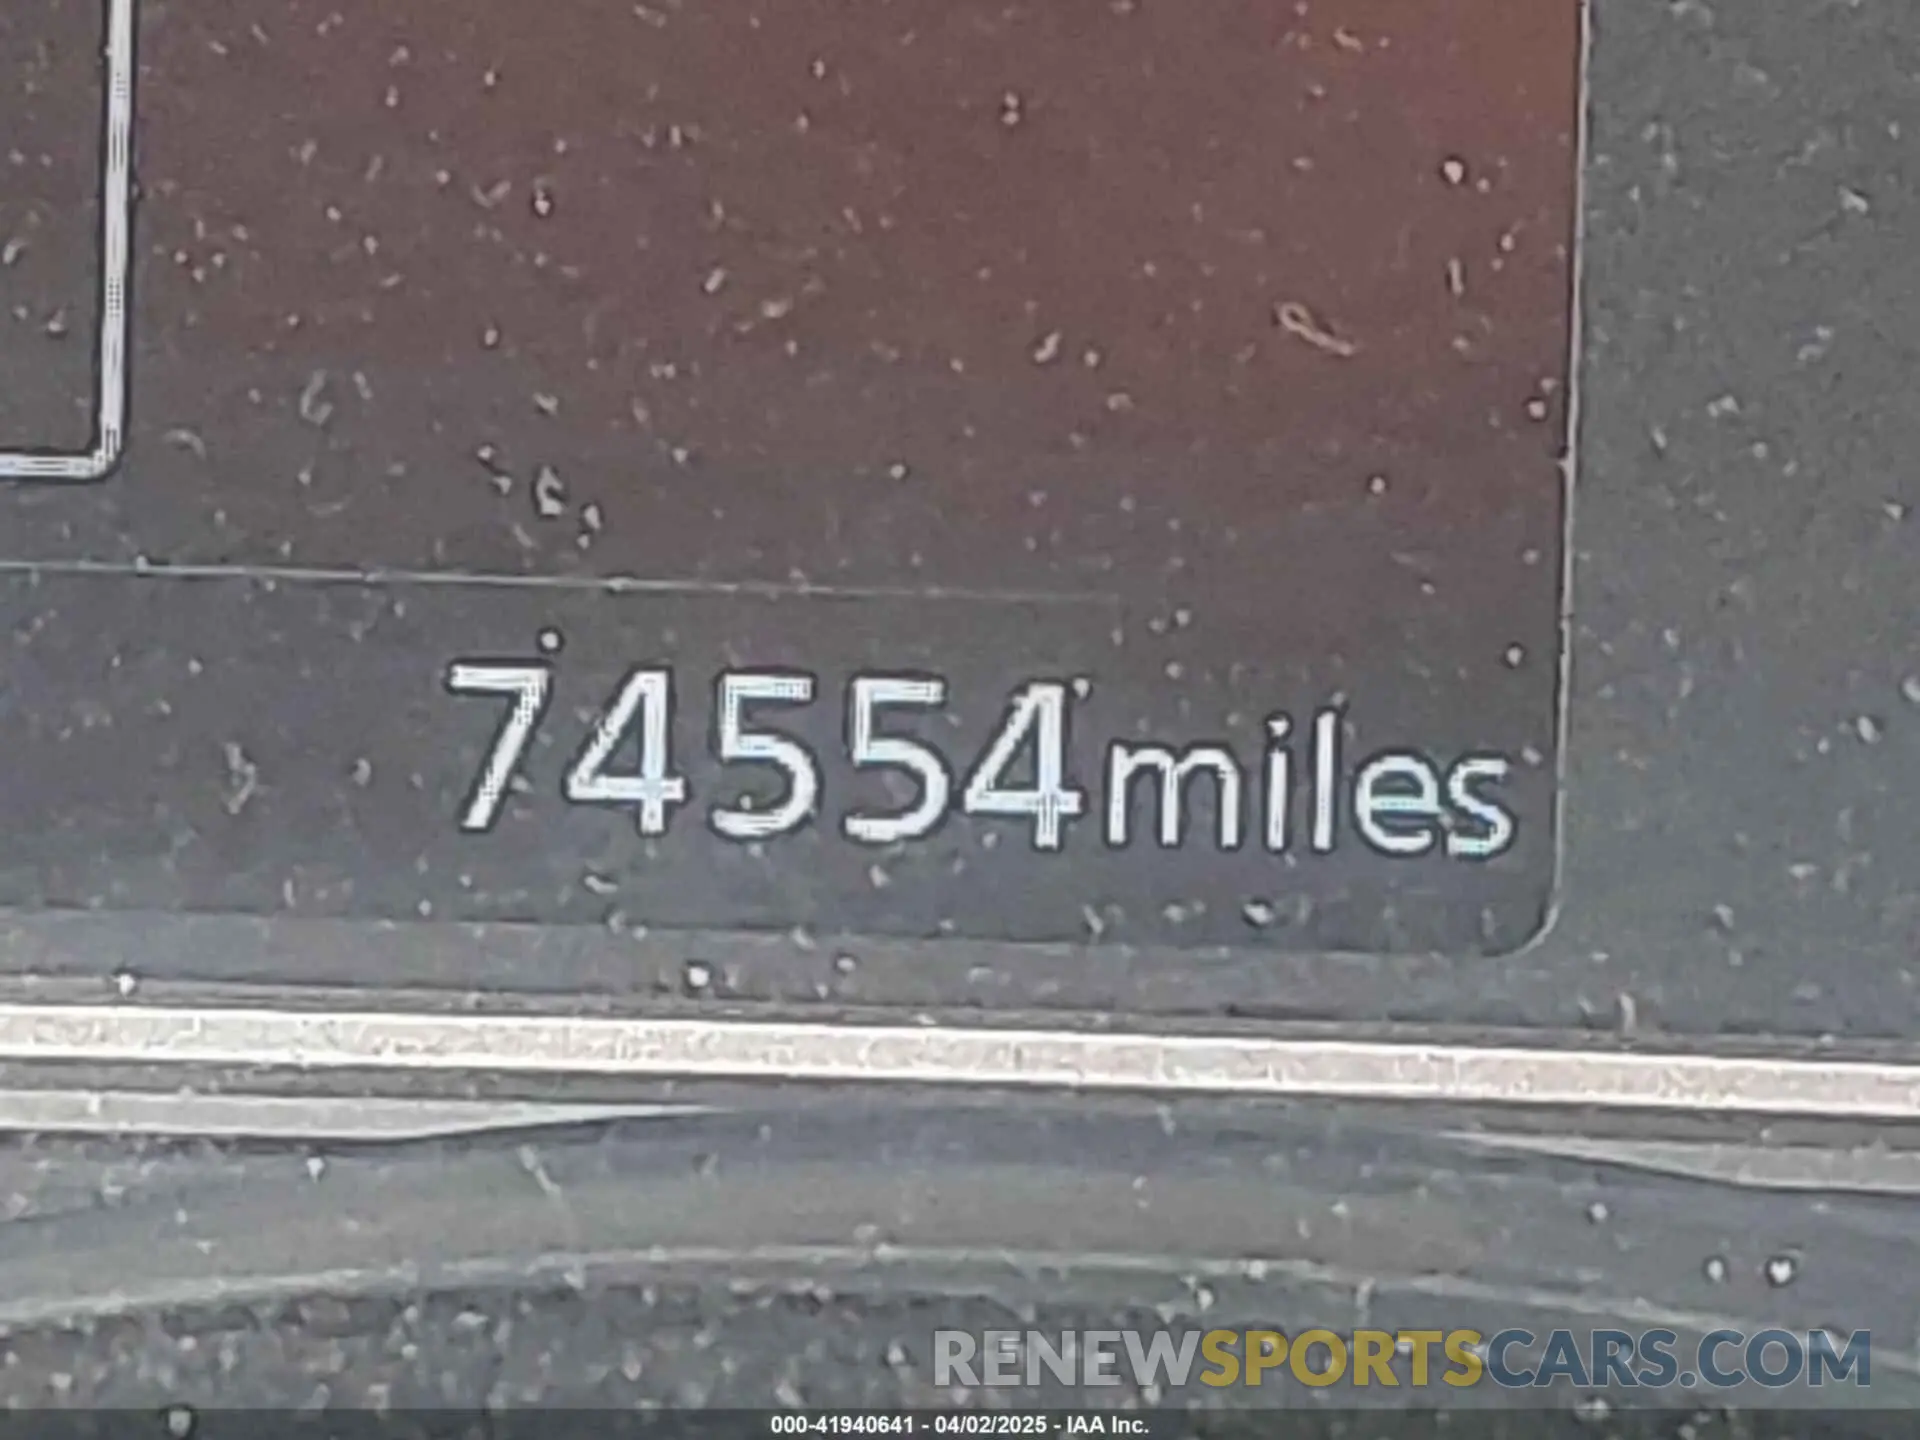 74554miles
RENEWSPORTSCARS.COM
000-41940641 - 04/02/2025 - IAA Inc.